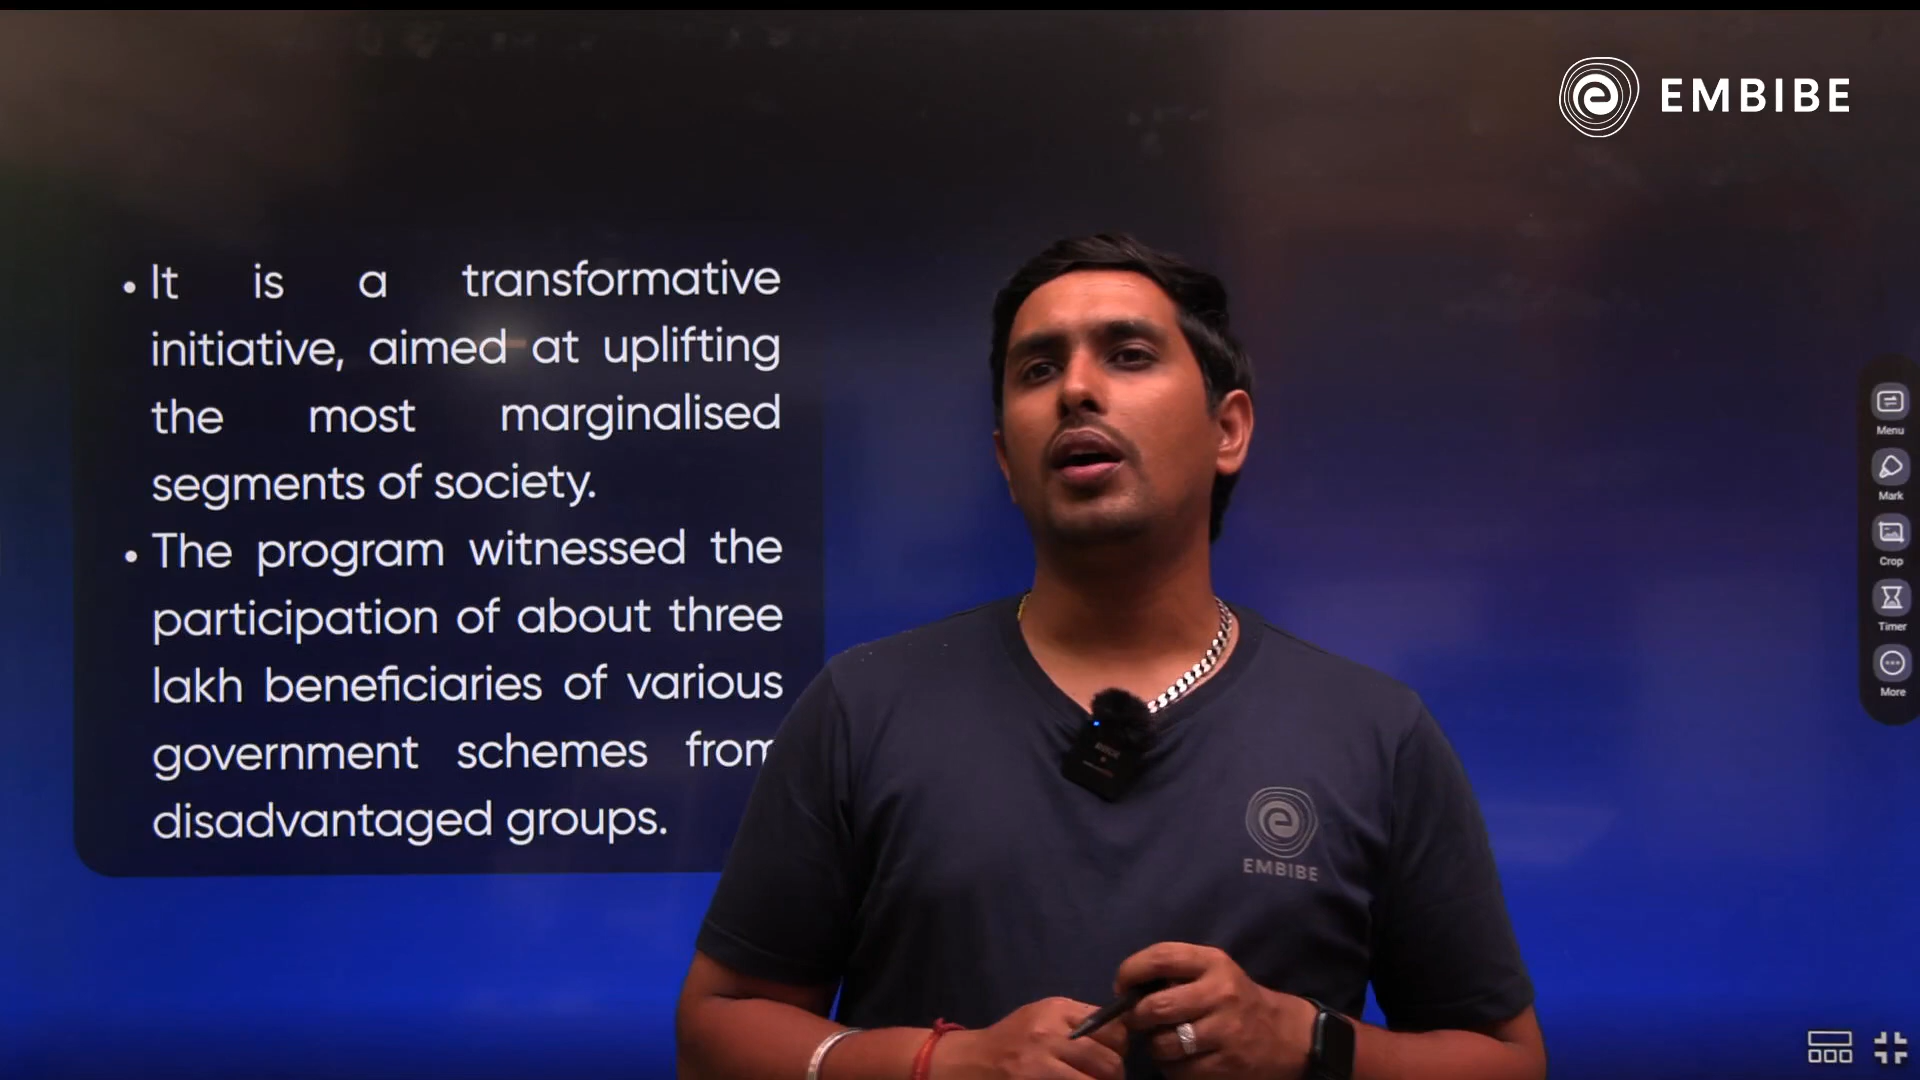 EMBIBE
• It is a transformative
initiative, aimed at uplifting
the most marginalised
segments of society.
• The program witnessed the
participation of about three
lakh beneficiaries of various
government schemes from
disadvantaged groups.
Menu
Mark
Crop
Timer
More
EMBIBE